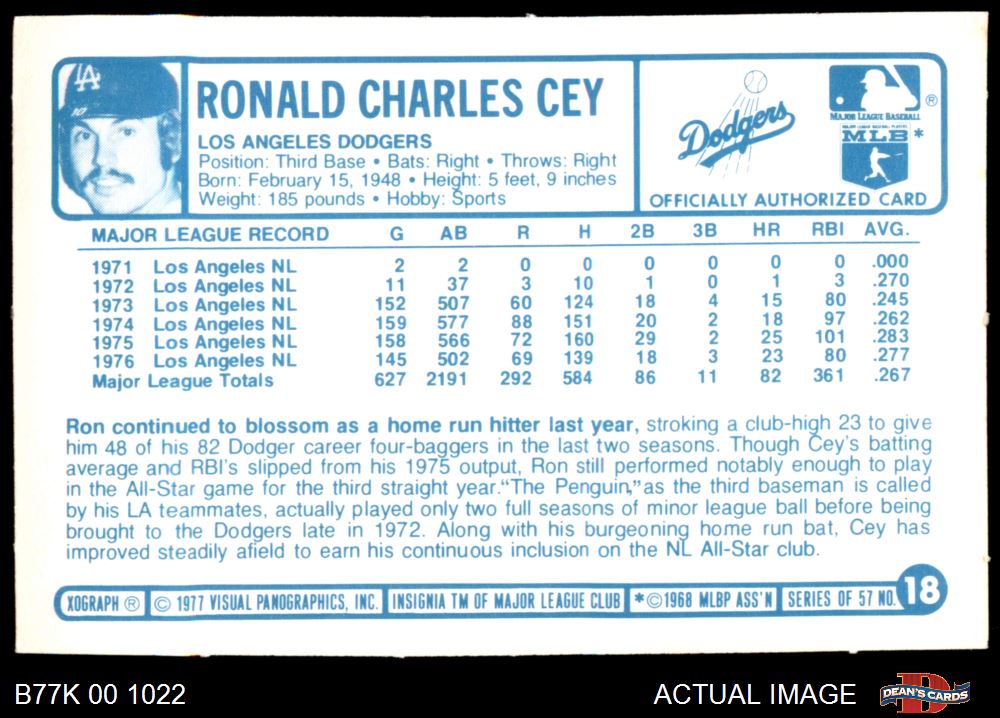 LA
RONALD CHARLES CEY
LOS ANGELES DODGERS
Position: Third Base • Bats: Right • Throws: Right
Born: February 15, 1948 • Height: 5 feet, 9 inches
Weight: 185 pounds • Hobby: Sports
Dodgers
MAJOR LEAGUE BASEBALL ®
MAJOR LEAGUE BASEBALL PLAYERS
MLB *
OFFICIALLY AUTHORIZED CARD
MAJOR LEAGUE RECORD G AB R H 2B 3B HR RBI AVG.
1971 Los Angeles NL 2 2 0 0 0 0 0 0 .000
1972 Los Angeles NL 11 37 3 10 1 0 1 3 .270
1973 Los Angeles NL 152 507 60 124 18 4 15 80 .245
1974 Los Angeles NL 159 577 88 151 20 2 18 97 .262
1975 Los Angeles NL 158 566 72 160 29 2 25 101 .283
1976 Los Angeles NL 145 502 69 139 18 3 23 80 .277
Major League Totals 627 2191 292 584 86 11 82 361 .267
Ron continued to blossom as a home run hitter last year, stroking a club-high 23 to give
him 48 of his 82 Dodger career four-baggers in the last two seasons. Though Cey's batting
average and RBI's slipped from his 1975 output, Ron still performed notably enough to play
in the All-Star game for the third straight year. "The Penguin," as the third baseman is called
by his LA teammates, actually played only two full seasons of minor league ball before being
brought to the Dodgers late in 1972. Along with his burgeoning home run bat, Cey has
improved steadily afield to earn his continuous inclusion on the NL All-Star club.
XOGRAPH ® © 1977 VISUAL PANOGRAPHICS, INC. INSIGNIA TM OF MAJOR LEAGUE CLUB *©1968 MLBP ASS'N SERIES OF 57 NO. 18
B77K 00 1022 ACTUAL IMAGE DEAN'S CARDS